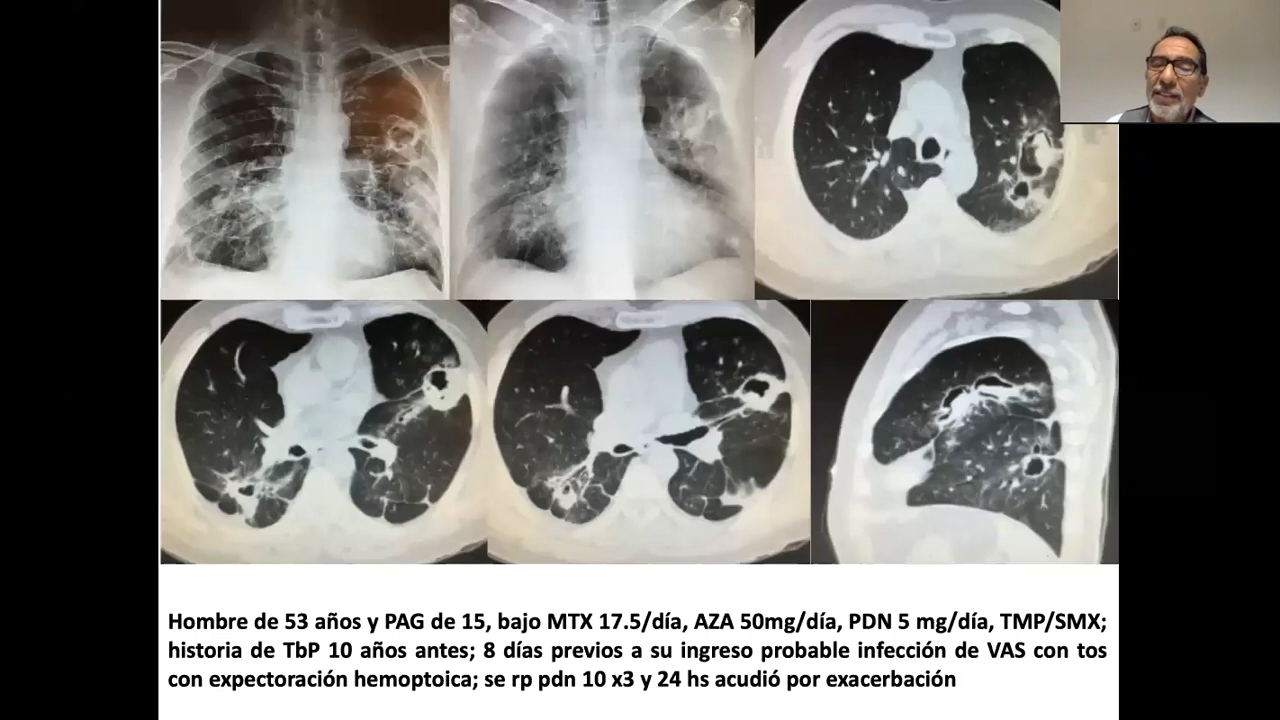 Hombre de 53 años y PAG de 15, bajo MTX 17.5/día, AZA 50mg/día, PDN 5 mg/día, TMP/SMX;
historia de TbP 10 años antes; 8 días previos a su ingreso probable infección de VAS con tos
con expectoración hemoptoica; se rp pdn 10 x3 y 24 hs acudió por exacerbación